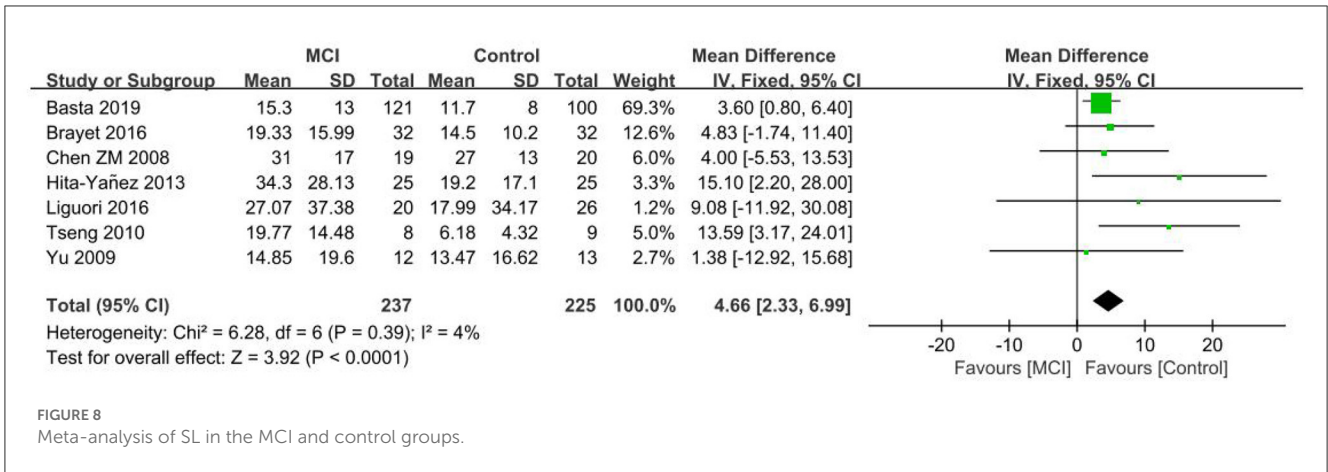 MCI Control Mean Difference Mean Difference
Study or Subgroup Mean SD Total Mean SD Total Weight IV, Fixed, 95% CI IV, Fixed, 95% CI
Basta 2019 15.3 13 121 11.7 8 100 69.3% 3.60 [0.80, 6.40]
Brayet 2016 19.33 15.99 32 14.5 10.2 32 12.6% 4.83 [-1.74, 11.40]
Chen ZM 2008 31 17 19 27 13 20 6.0% 4.00 [-5.53, 13.53]
Hita-Yañez 2013 34.3 28.13 25 19.2 17.1 25 3.3% 15.10 [2.20, 28.00]
Liguori 2016 27.07 37.38 20 17.99 34.17 26 1.2% 9.08 [-11.92, 30.08]
Tseng 2010 19.77 14.48 8 6.18 4.32 9 5.0% 13.59 [3.17, 24.01]
Yu 2009 14.85 19.6 12 13.47 16.62 13 2.7% 1.38 [-12.92, 15.68]
Total (95% CI) 237 225 100.0% 4.66 [2.33, 6.99]
Heterogeneity: Chi² = 6.28, df = 6 (P = 0.39); I² = 4%
Test for overall effect: Z = 3.92 (P < 0.0001)
-20 -10 0 10 20
Favours [MCI] Favours [Control]
FIGURE 8
Meta-analysis of SL in the MCI and control groups.